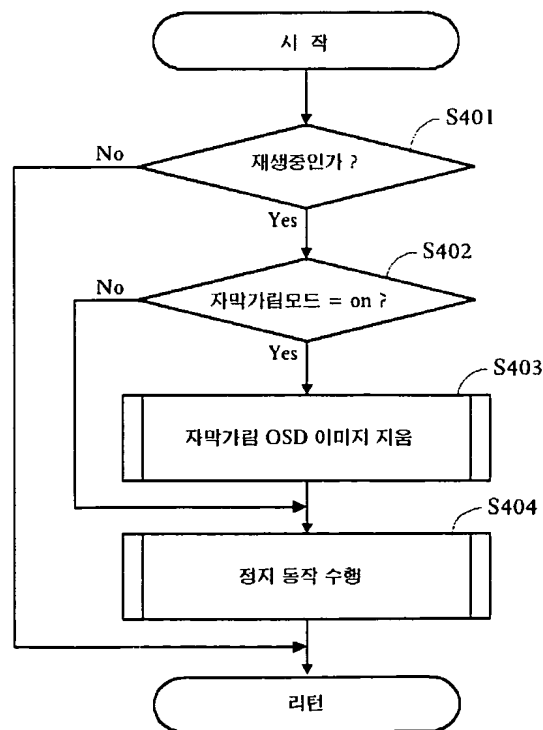 시 작
S401
재생중인가 ?
No
Yes
S402
자막가림모드 = on ?
No
Yes
S403
자막가림 OSD 이미지 지움
S404
정지 동작 수행
리턴